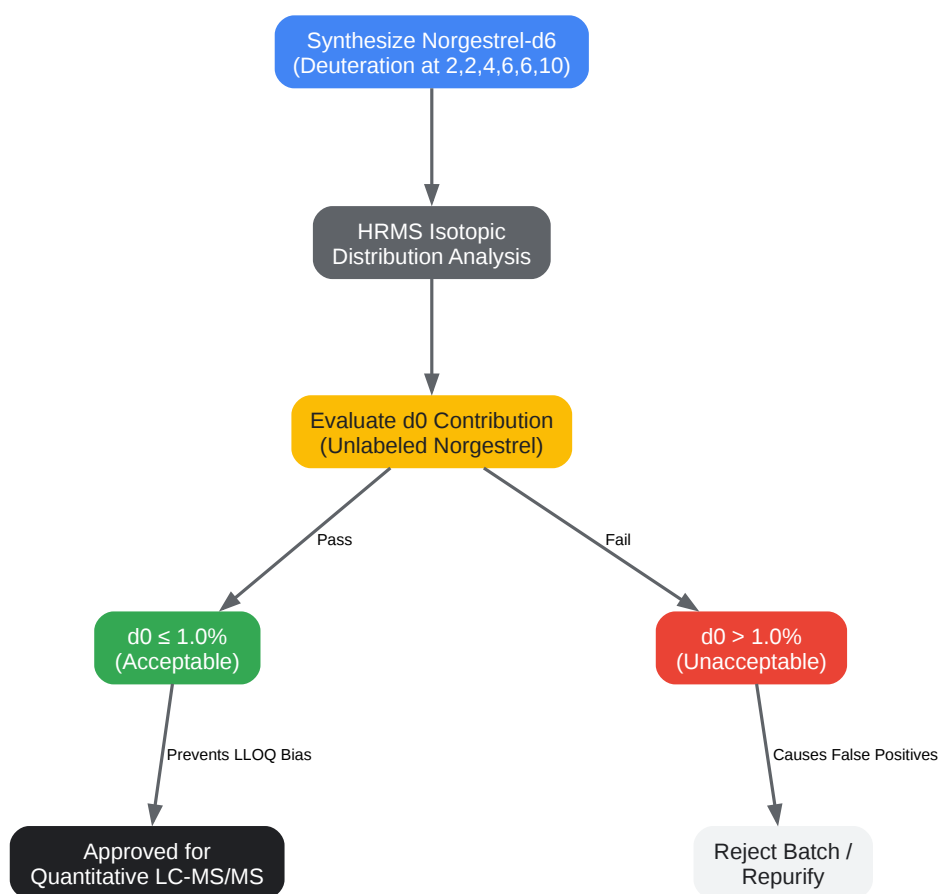 Synthesize Norgestrel-d6
(Deuteration at 2,2,4,6,6,10)
HRMS Isotopic
Distribution Analysis
Evaluate d0 Contribution
(Unlabeled Norgestrel)
Pass
Fail
d0 ≤ 1.0%
(Acceptable)
d0 > 1.0%
(Unacceptable)
Prevents LLOQ Bias
Causes False Positives
Approved for
Quantitative LC-MS/MS
Reject Batch /
Repurify